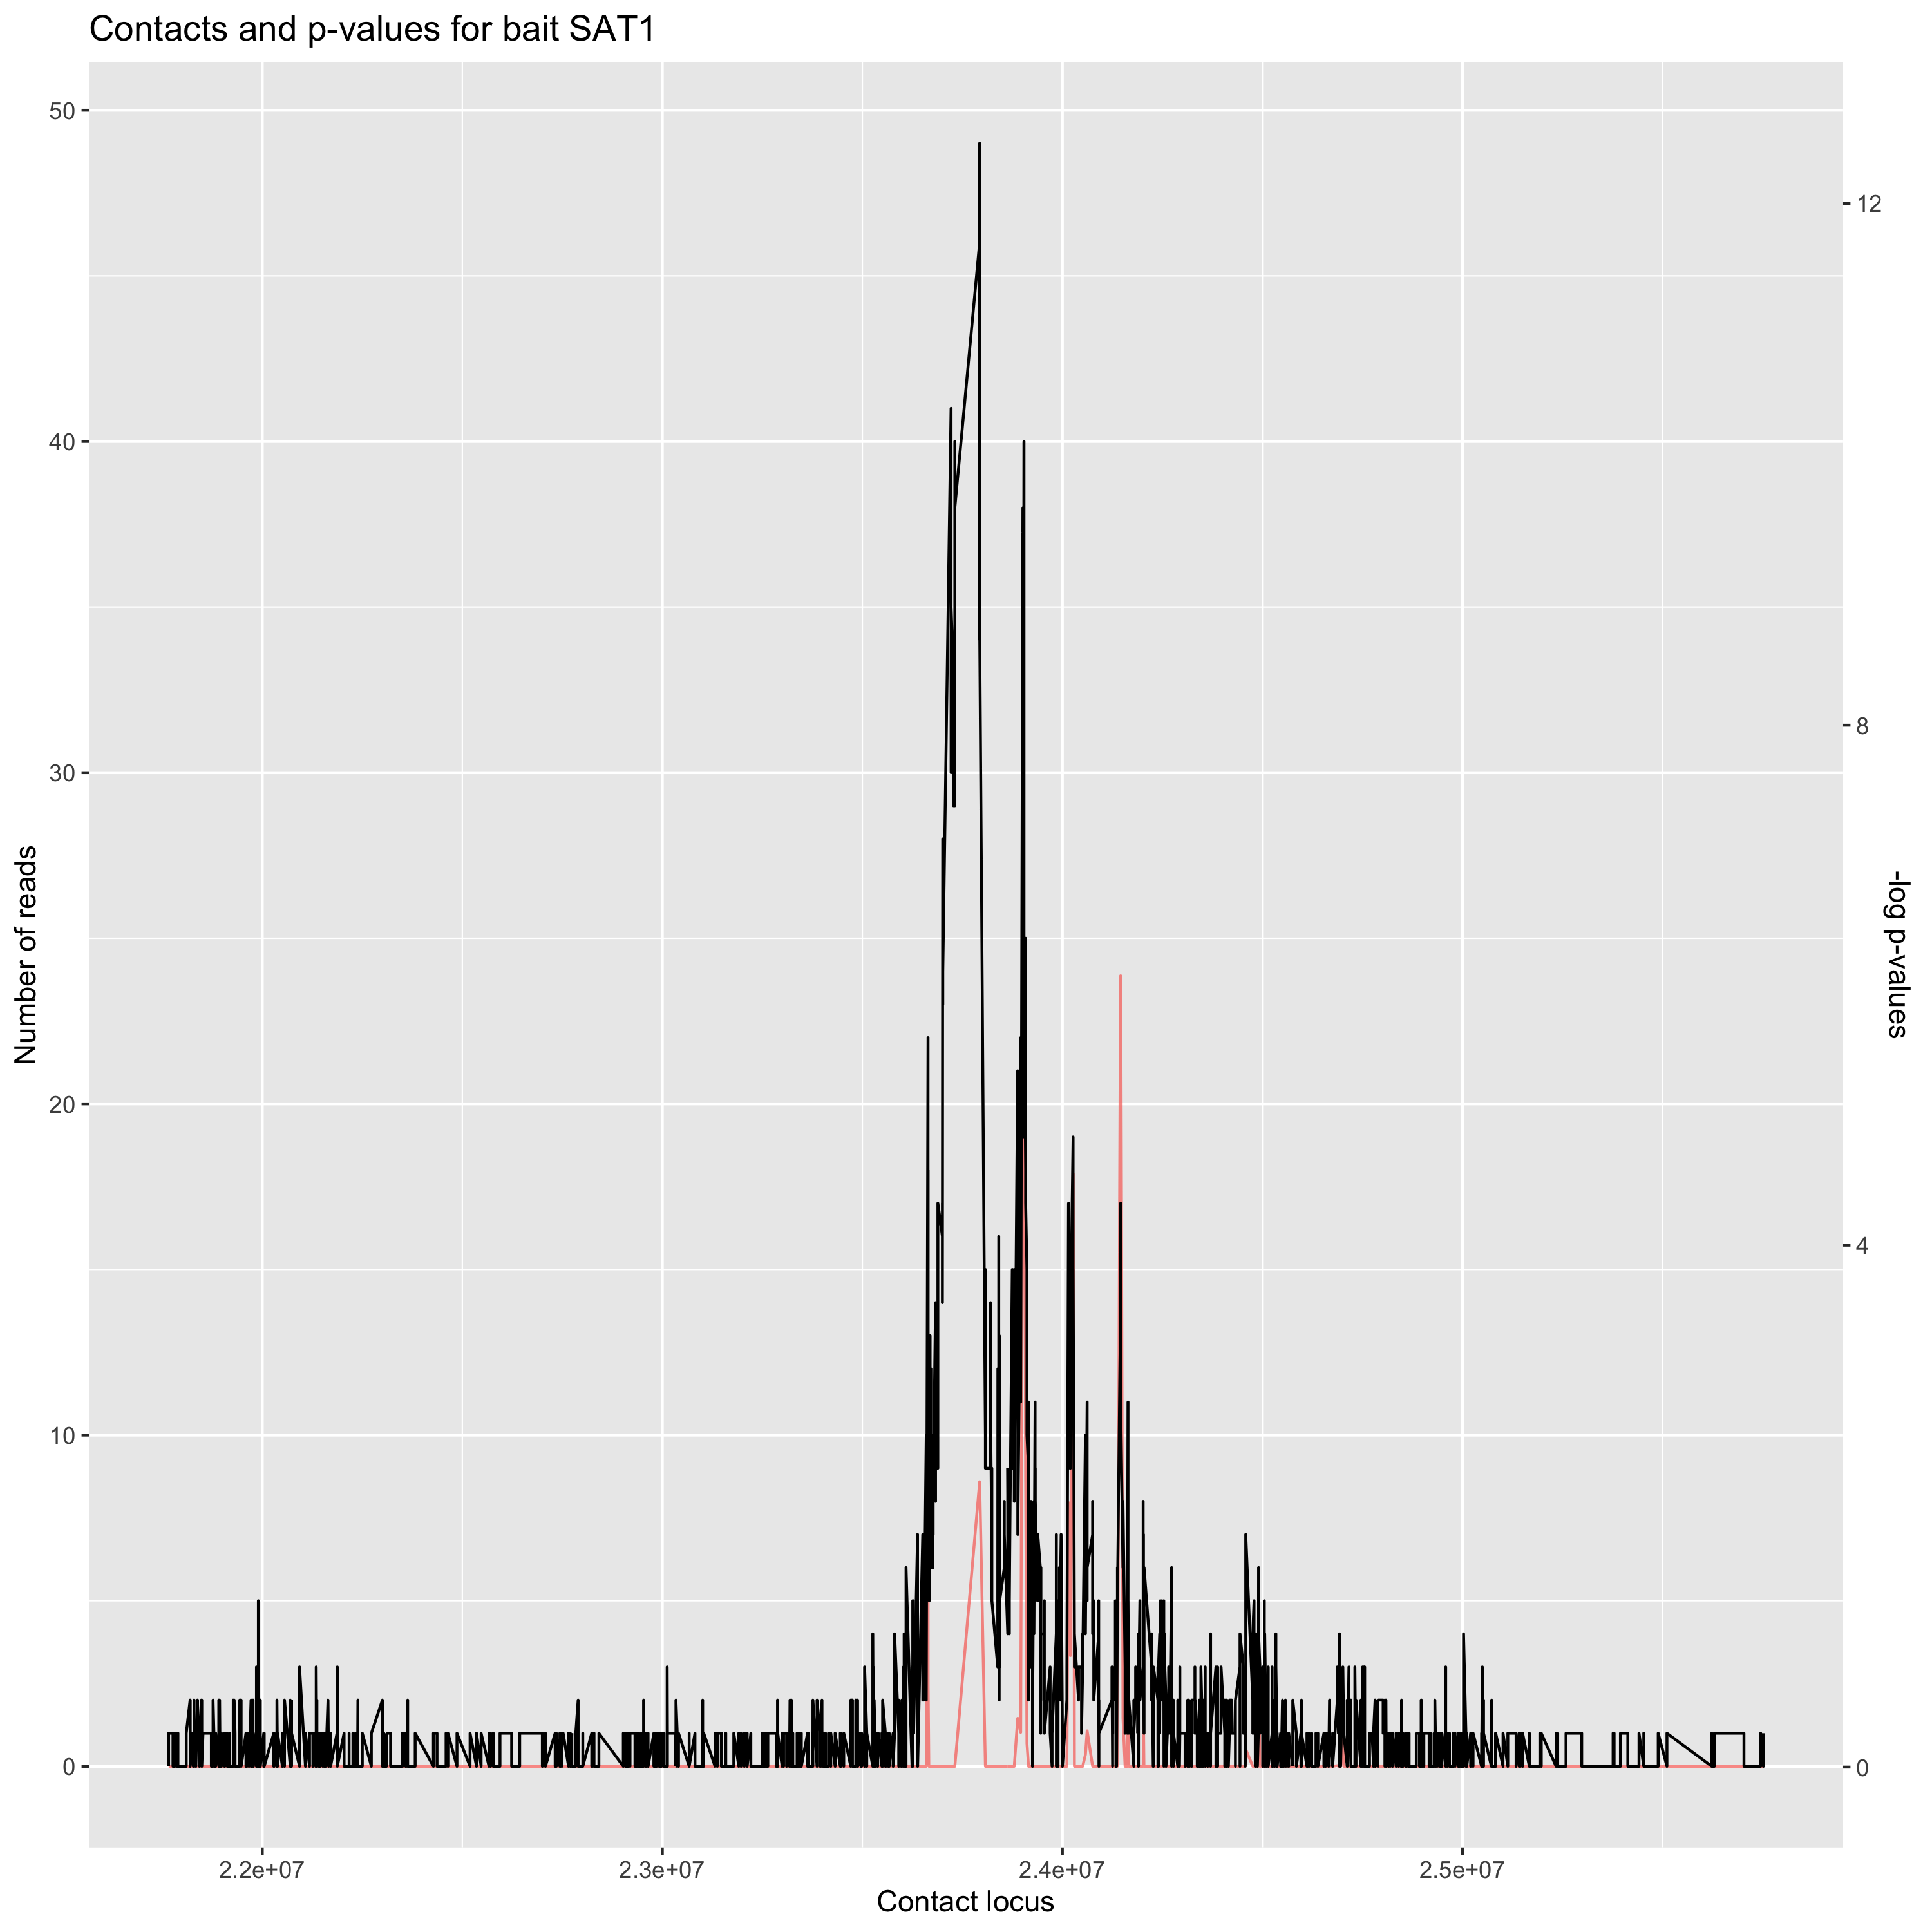 Contacts and p-values for bait SAT1
50
40
30
20
10
0
Number of reads
12
8
4
0
-log p-values
2.2e+07
2.3e+07
2.4e+07
2.5e+07
Contact locus